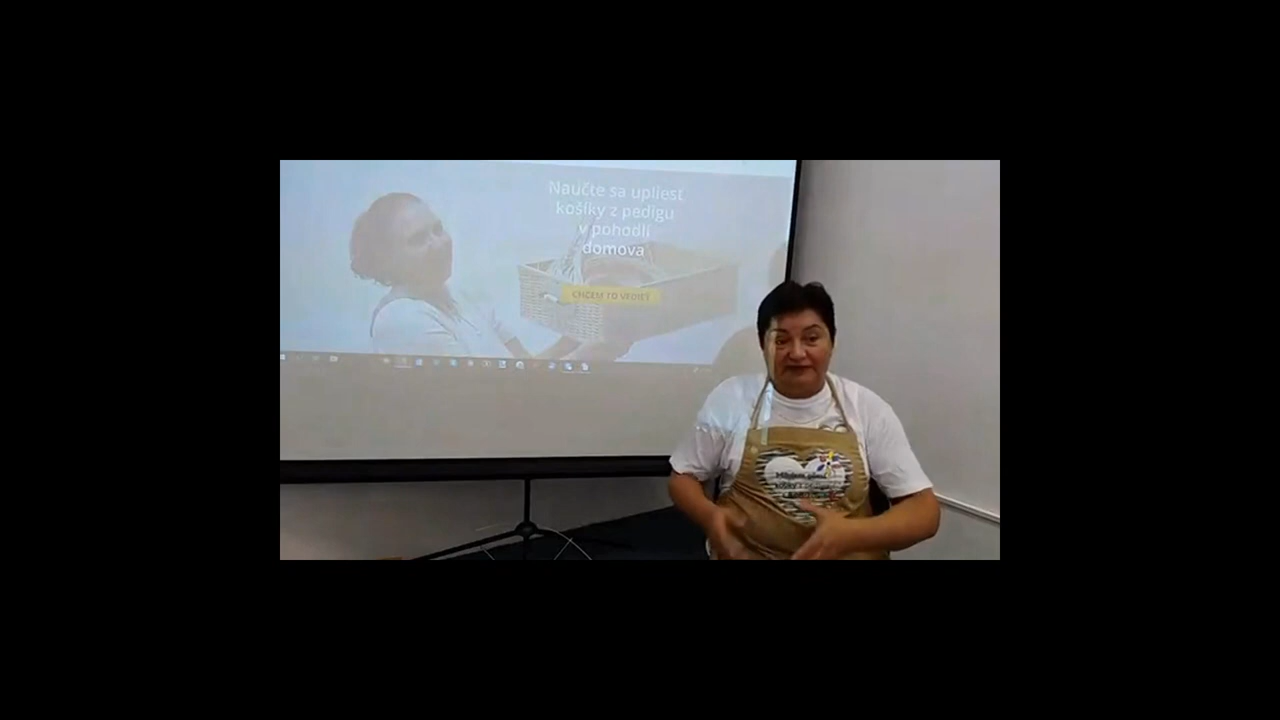 Naučte sa upliesť
košíky z pedigu
v pohodlí
domova
CHCEM TO VEDIEŤ